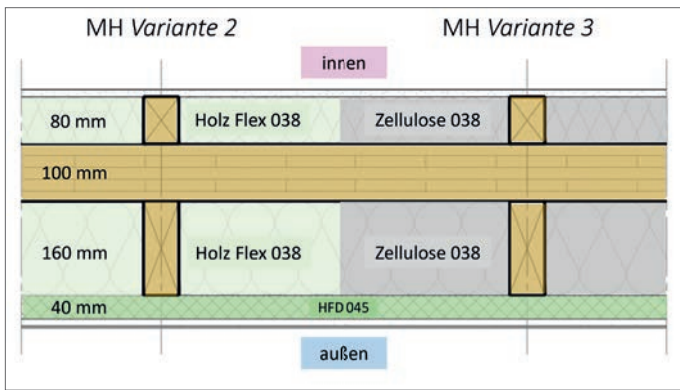 MH Variante 2 MH Variante 3
innen
80 mm Holz Flex 038 Zellulose 038
100 mm
160 mm Holz Flex 038 Zellulose 038
40 mm HFD 045
außen